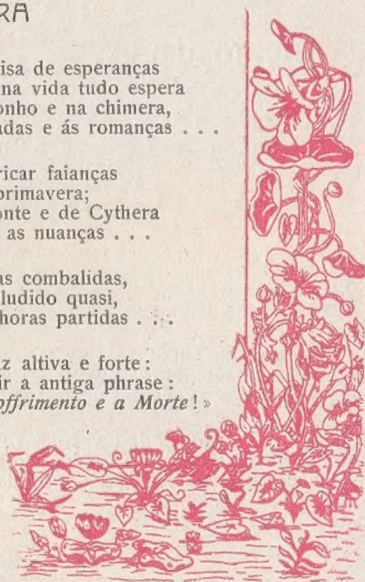 RA
isa de esperanças
na vida tudo espera
onho e na chimera,
adas e ás romanças . . .
ricar faianças
primavera;
onte e de Cythera
as nuanças . . .
as combalidas,
ludido quasi,
horas partidas . . .
z altiva e forte:
ir a antiga phrase:
offrimento e a Morte! »